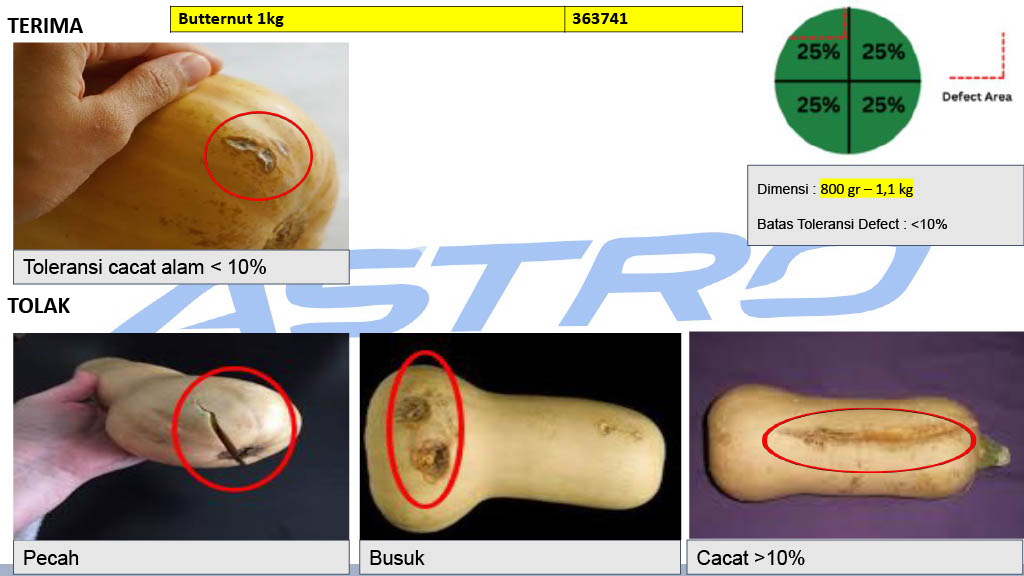 TERIMA
Butternut 1kg 363741
25% 25%
25% 25%
Defect Area
Dimensi : 800 gr – 1,1 kg
Batas Toleransi Defect : <10%
Toleransi cacat alam < 10%
ASTRO
TOLAK
Pecah
Busuk
Cacat >10%